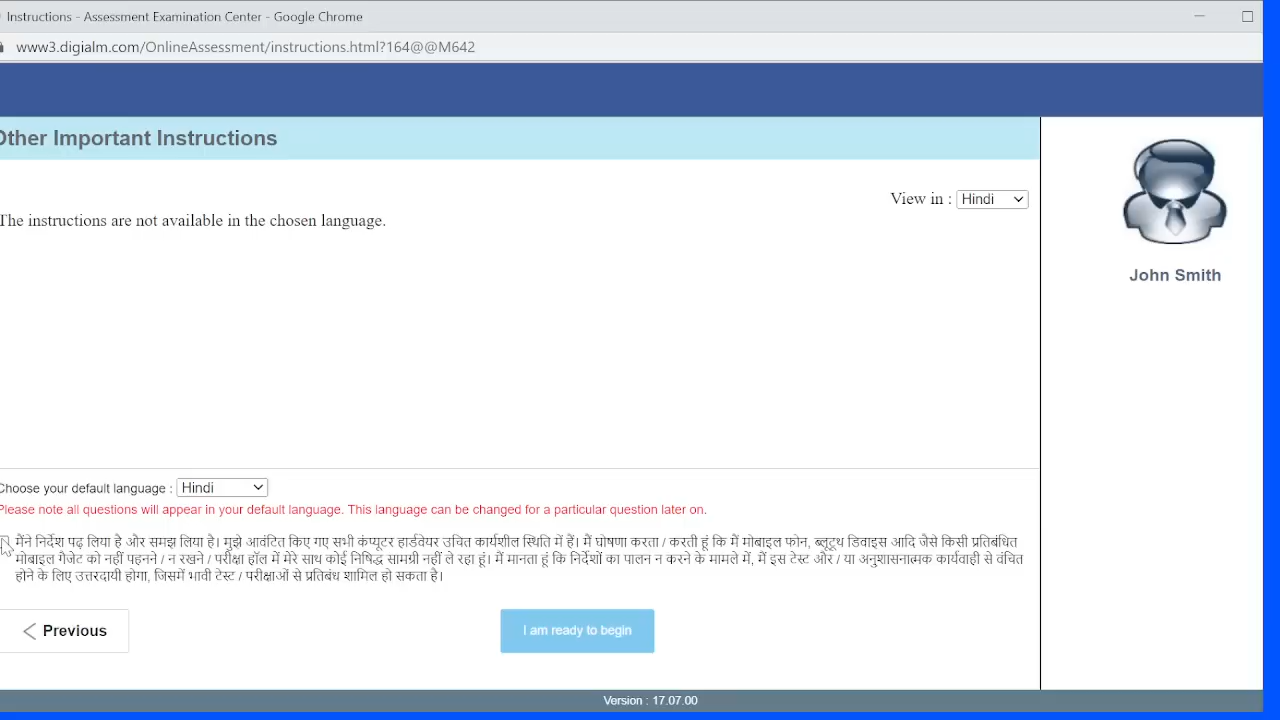 Instructions - Assessment Examination Center - Google Chrome
www3.digialm.com/OnlineAssessment/instructions.html?164@@M642
Other Important Instructions
View in : Hindi
The instructions are not available in the chosen language.
John Smith
Choose your default language : Hindi
Please note all questions will appear in your default language. This language can be changed for a particular question later on.
मैंने निर्देश पढ़ लिया है और समझ लिया है। मुझे आवंटित किए गए सभी कंप्यूटर हार्डवेयर उचित कार्यशील स्थिति में हैं। मैं घोषणा करता / करती हूं कि मैं मोबाइल फोन, ब्लूटूथ डिवाइस आदि जैसे किसी प्रतिबंधित
मोबाइल गैजेट को नहीं पहनने / न रखने / परीक्षा हॉल में मेरे साथ कोई निषिद्ध सामग्री नहीं ले रहा हूं। मैं मानता हूं कि निर्देशों का पालन न करने के मामले में, मैं इस टेस्ट और / या अनुशासनात्मक कार्यवाही से वंचित
होने के लिए उत्तरदायी होगा, जिसमें भावी टेस्ट / परीक्षाओं से प्रतिबंध शामिल हो सकता है।
Previous
I am ready to begin
Version : 17.07.00